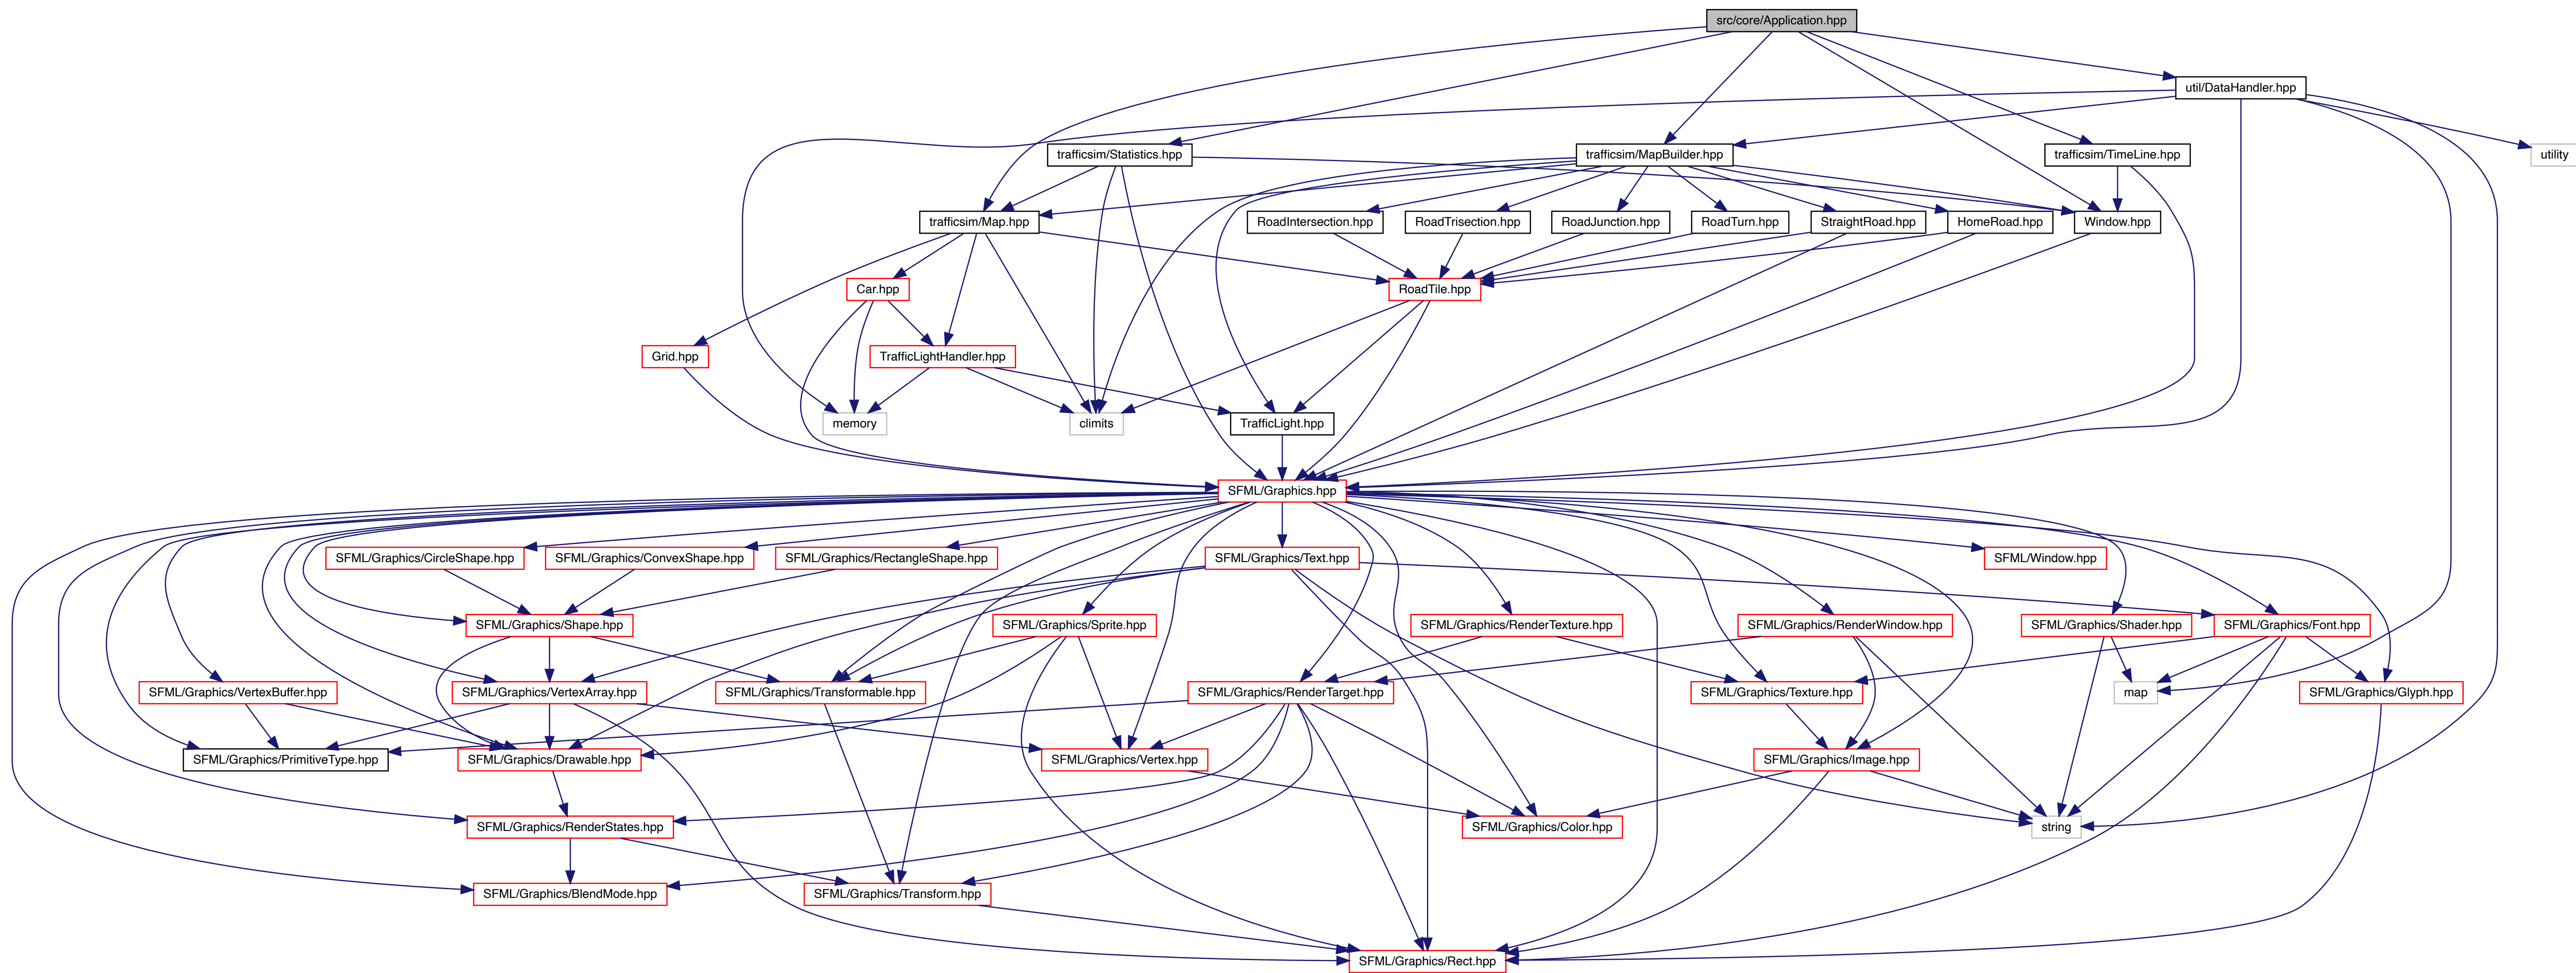 src/core/Application.hpp
util/DataHandler.hpp
trafficsim/Statistics.hpp
trafficsim/MapBuilder.hpp
trafficsim/TimeLine.hpp
utility
trafficsim/Map.hpp
RoadIntersection.hpp
RoadTrisection.hpp
RoadJunction.hpp
RoadTurn.hpp
StraightRoad.hpp
HomeRoad.hpp
Window.hpp
Car.hpp
RoadTile.hpp
Grid.hpp
TrafficLightHandler.hpp
memory
climits
TrafficLight.hpp
SFML/Graphics.hpp
SFML/Graphics/CircleShape.hpp
SFML/Graphics/ConvexShape.hpp
SFML/Graphics/RectangleShape.hpp
SFML/Graphics/Text.hpp
SFML/Window.hpp
SFML/Graphics/Shape.hpp
SFML/Graphics/Sprite.hpp
SFML/Graphics/RenderTexture.hpp
SFML/Graphics/RenderWindow.hpp
SFML/Graphics/Shader.hpp
SFML/Graphics/Font.hpp
SFML/Graphics/VertexBuffer.hpp
SFML/Graphics/VertexArray.hpp
SFML/Graphics/Transformable.hpp
SFML/Graphics/RenderTarget.hpp
SFML/Graphics/Texture.hpp
map
SFML/Graphics/Glyph.hpp
SFML/Graphics/PrimitiveType.hpp
SFML/Graphics/Drawable.hpp
SFML/Graphics/Vertex.hpp
SFML/Graphics/Image.hpp
SFML/Graphics/RenderStates.hpp
SFML/Graphics/Color.hpp
string
SFML/Graphics/BlendMode.hpp
SFML/Graphics/Transform.hpp
SFML/Graphics/Rect.hpp